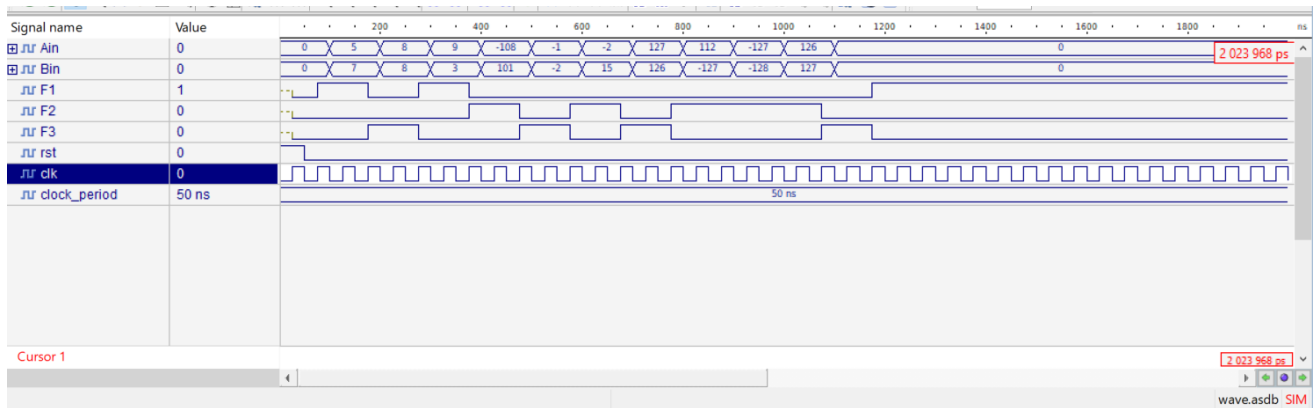 Signal name Value 200 400 600 800 1000 1200 1400 1600 1800 ns
Ain 0 0 5 8 9 -108 -1 -2 127 112 -127 126 0
2 023 968 ps
Bin 0 0 7 8 3 101 -2 15 126 -127 -128 127 0
F1 1
F2 0
F3 0
rst 0
clk 0
clock_period 50 ns 50 ns
Cursor 1 2 023 968 ps
wave.asdb SIM